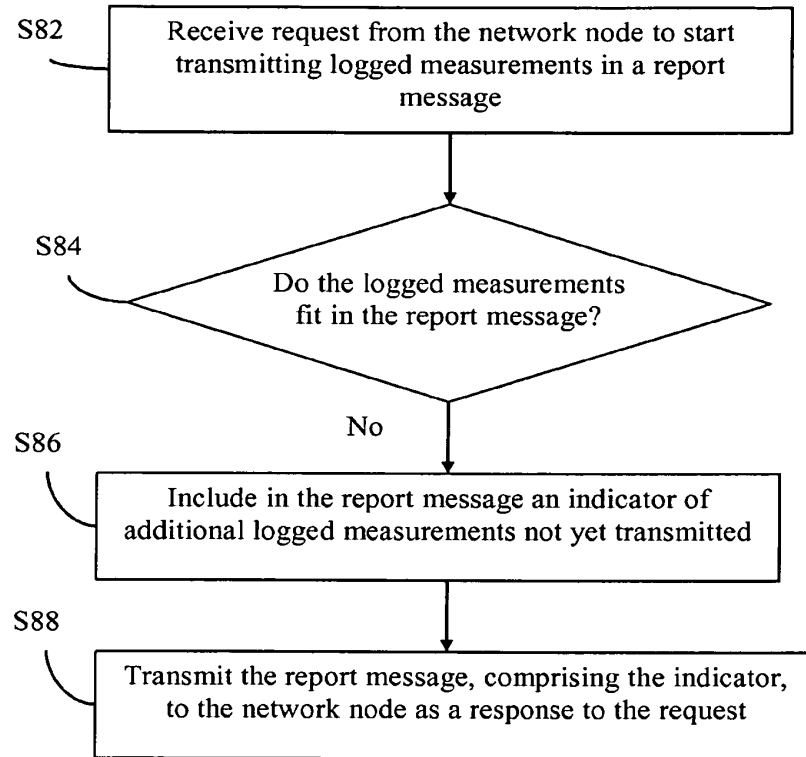 S82
Receive request from the network node to start
transmitting logged measurements in a report
message
S84
Do the logged measurements
fit in the report message?
No
S86
Include in the report message an indicator of
additional logged measurements not yet transmitted
S88
Transmit the report message, comprising the indicator,
to the network node as a response to the request